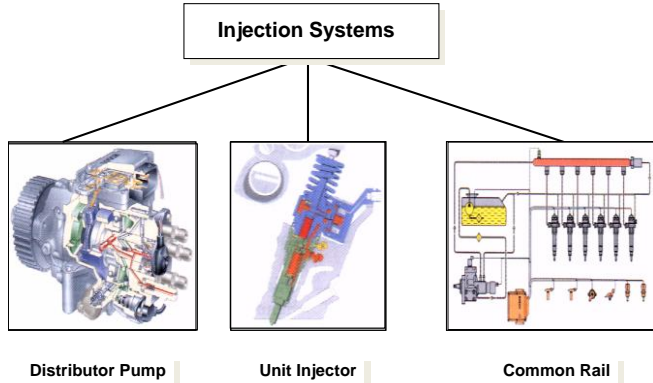 Injection Systems
Distributor Pump
Unit Injector
Common Rail